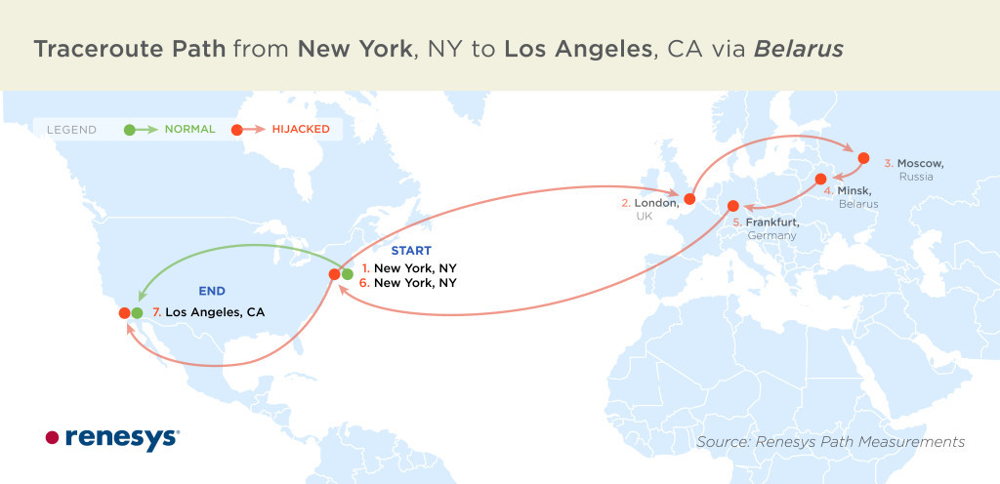 Traceroute Path from New York, NY to Los Angeles, CA via Belarus
LEGEND NORMAL HIJACKED
3. Moscow,
Russia
4. Minsk,
Belarus
2. London,
UK
5. Frankfurt,
Germany
START
1. New York, NY
6. New York, NY
END
7. Los Angeles, CA
renesys®
Source: Renesys Path Measurements